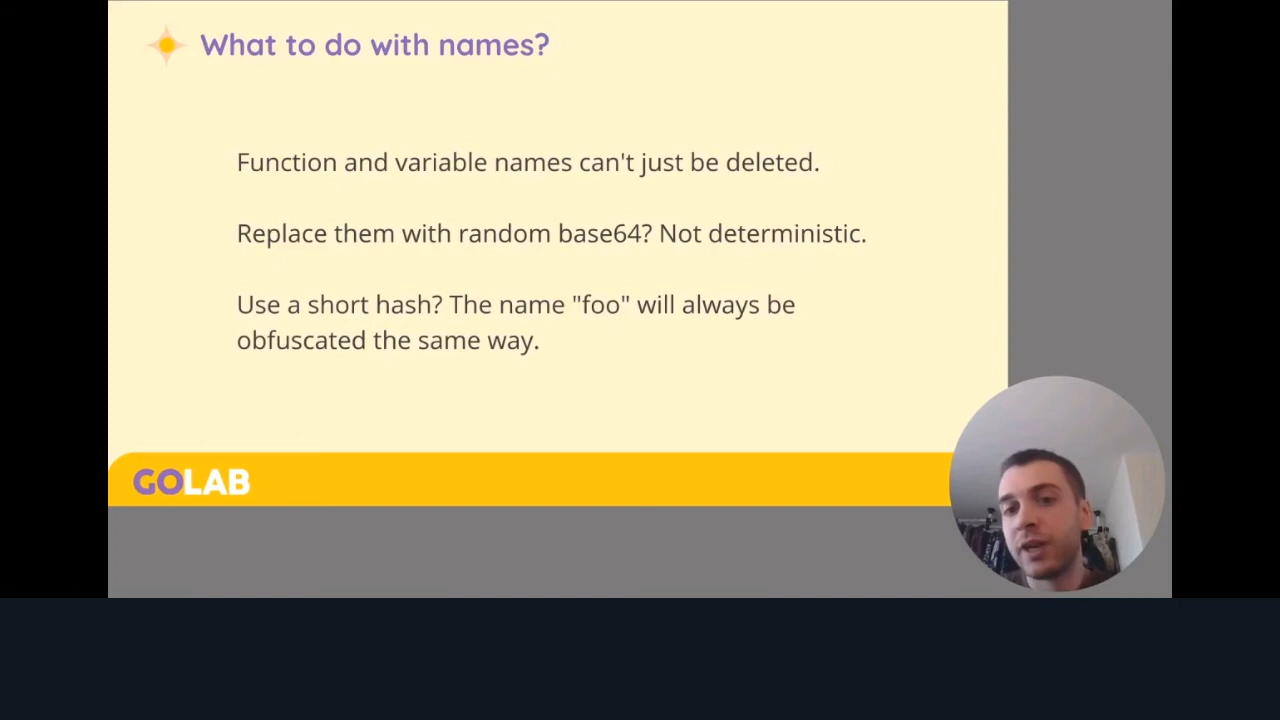 What to do with names?
Function and variable names can't just be deleted.
Replace them with random base64? Not deterministic.
Use a short hash? The name "foo" will always be
obfuscated the same way.
GOLAB